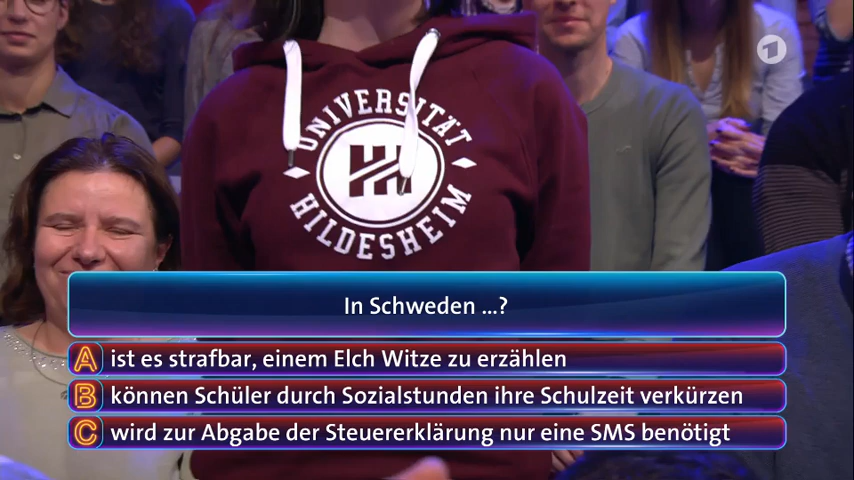 UNIVERSITÄT
HILDESHEIM
In Schweden ...?
A ist es strafbar, einem Elch Witze zu erzählen
B können Schüler durch Sozialstunden ihre Schulzeit verkürzen
C wird zur Abgabe der Steuererklärung nur eine SMS benötigt
1